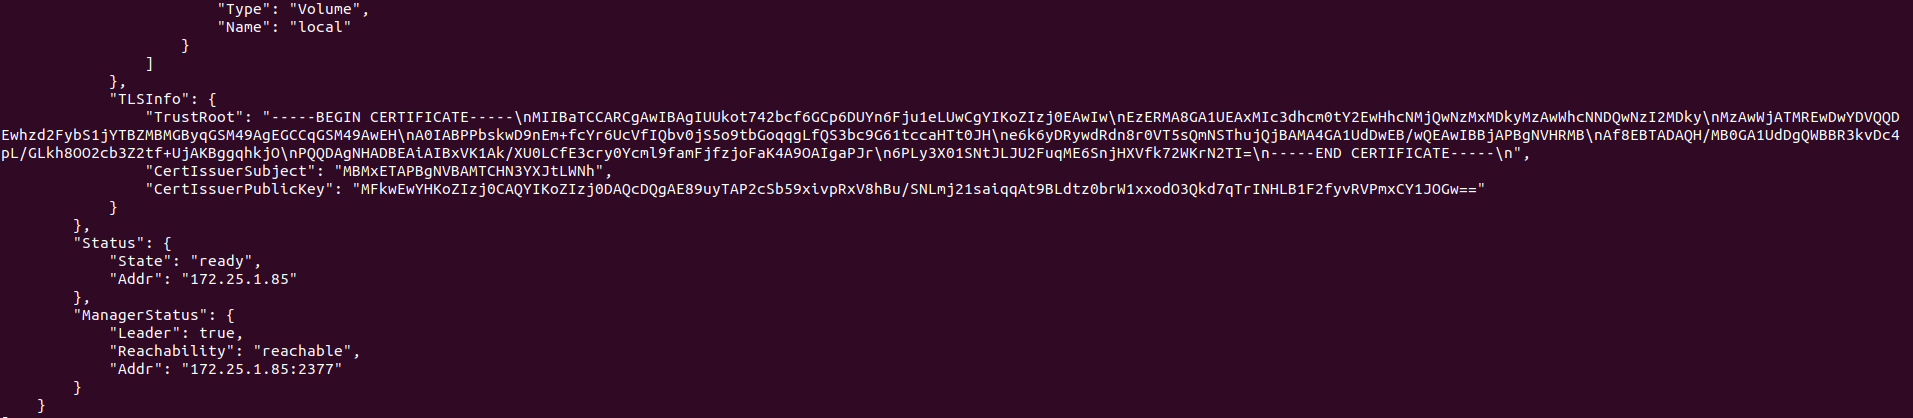 "Type": "Volume",
"Name": "local"
}
]
},
"TLSInfo": {
"TrustRoot": "-----BEGIN CERTIFICATE-----\nMIIBaTCCARCgAwIBAgIUUkot742bcf6GCp6DUYn6Fju1eLUwCgYIKoZIzj0EAwIw\nEzERMA8GA1UEAxMIc3dhcm0tY2EwHhcNMjQwNzMxMDkyMzAwWhcNNDQwNzI2MDky\nMzAwWjATMREwDwYDVQQD
Ewhzd2FybS1jYTBZMBMGByqGSM49AgEGCCqGSM49AwEH\nA0IABPPbskwD9nEm+fcYr6UcVfIQbv0jS5o9tbGoqqgLfQS3bc9G61tccaHTt0JH\ne6k6yDRywdRdn8r0VT5sQmNSThujQjBAMA4GA1UdDwEB/wQEAwIBBjAPBgNVHRMB\nAf8EBTADAQH/MB0GA1UdDgQWBBR3kvDc4
pL/GLkh8OO2cb3Z2tf+UjAKBggqhkjO\nPQQDAgNHADBEAiAIBxVK1Ak/XU0LCfE3cry0Ycml9famFjfzjoFaK4A9OAIgaPJr\n6PLy3X01SNtJLJU2FuqME6SnjHXVfk72WKrN2TI=\n-----END CERTIFICATE-----\n",
"CertIssuerSubject": "MBMxETAPBgNVBAMTCHN3YXJtLWNh",
"CertIssuerPublicKey": "MFkwEwYHKoZIzj0CAQYIKoZIzj0DAQcDQgAE89uyTAP2cSb59xivpRxV8hBu/SNLmj21saiqqAt9BLdtz0brW1xxodO3Qkd7qTrINHLB1F2fyvRVPmxCY1JOGw=="
}
},
"Status": {
"State": "ready",
"Addr": "172.25.1.85"
},
"ManagerStatus": {
"Leader": true,
"Reachability": "reachable",
"Addr": "172.25.1.85:2377"
}
}